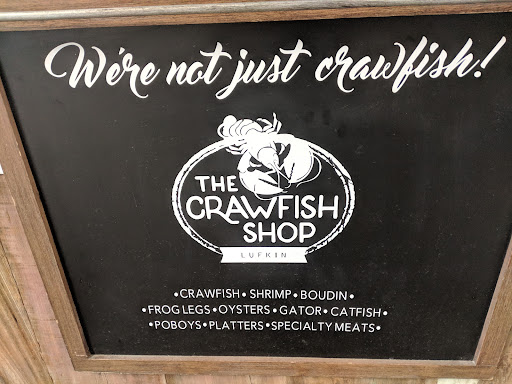 We're not just crawfish!
THE
CRAWFISH
SHOP
LUFKIN
•CRAWFISH•SHRIMP•BOUDIN•
•FROG LEGS•OYSTERS•GATOR•CATFISH•
•POBOYS•PLATTERS•SPECIALTY MEATS•